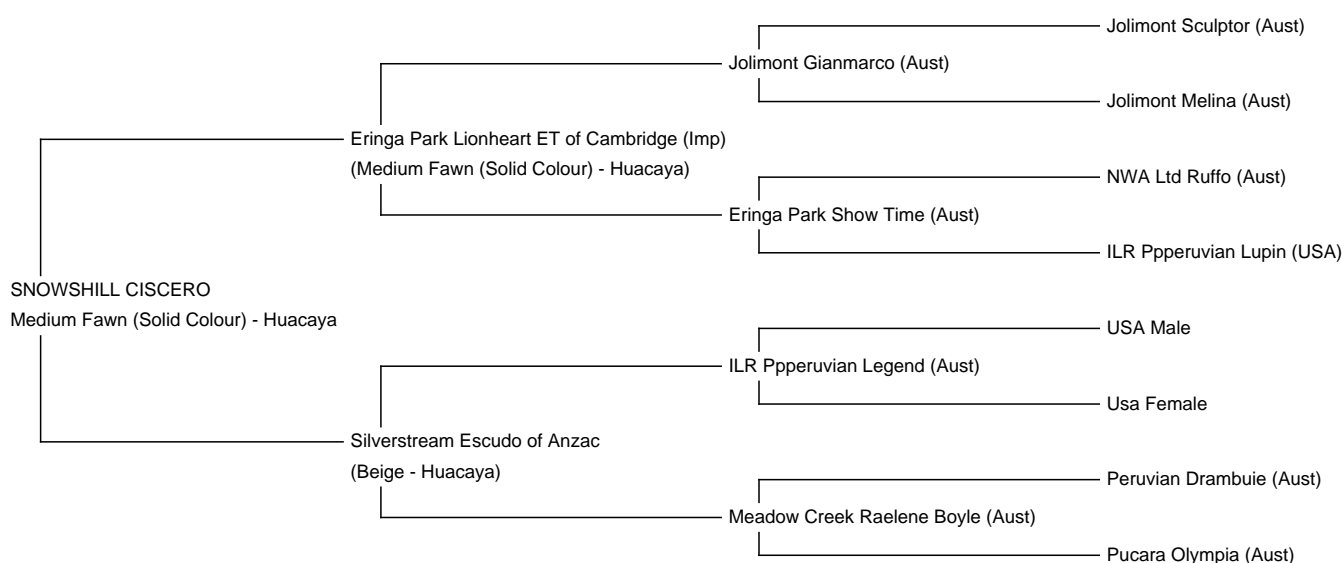 Jolimont Sculptor (Aust)
Jolimont Gianmarco (Aust)
Jolimont Melina (Aust)
Eringa Park Lionheart ET of Cambridge (Imp)
(Medium Fawn (Solid Colour) - Huacaya)
NWA Ltd Ruffo (Aust)
Eringa Park Show Time (Aust)
ILR Ppperuvian Lupin (USA)
SNOWSHILL CISCERO
Medium Fawn (Solid Colour) - Huacaya
USA Male
ILR Ppperuvian Legend (Aust)
Usa Female
Silverstream Escudo of Anzac
(Beige - Huacaya)
Peruvian Drambuie (Aust)
Meadow Creek Raelene Boyle (Aust)
Pucara Olympia (Aust)